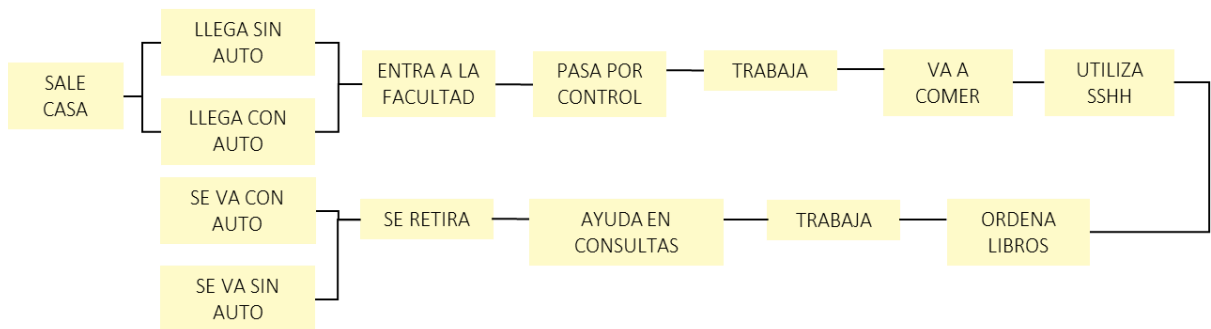 SALE
CASA
LLEGA SIN
AUTO
LLEGA CON
AUTO
ENTRA A LA
FACULTAD
PASA POR
CONTROL
TRABAJA
VA A
COMER
UTILIZA
SSHH
ORDENA
LIBROS
TRABAJA
AYUDA EN
CONSULTAS
SE RETIRA
SE VA CON
AUTO
SE VA SIN
AUTO